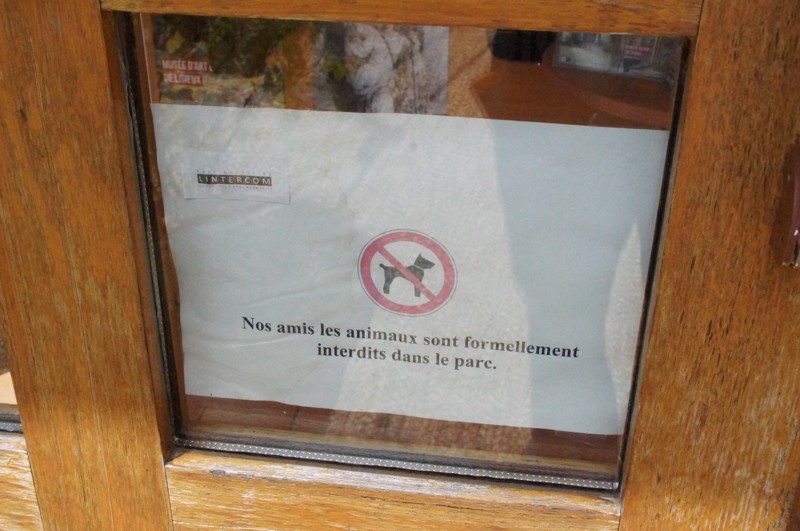 MUSÉE D'ART
DE LISIEUX
LINTERCOM
Nos amis les animaux sont formellement
interdits dans le parc.